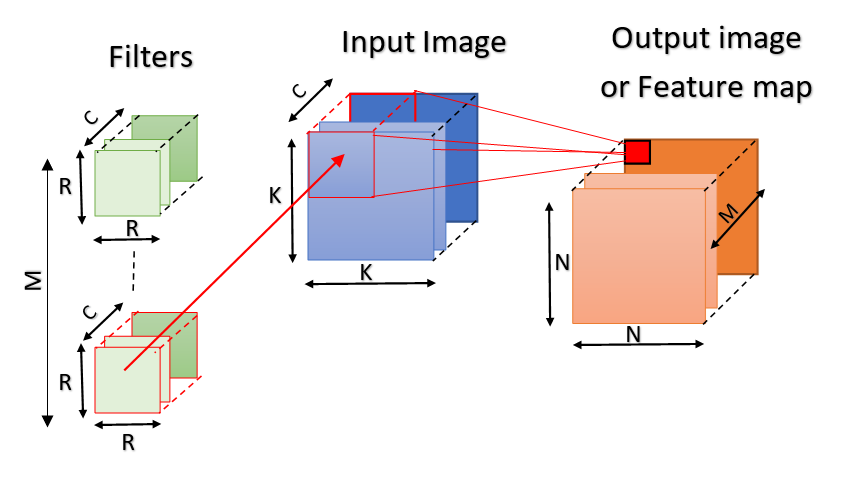 Filters
Input Image
Output image
or Feature map
C
R
R
M
C
R
R
C
K
K
M
N
N